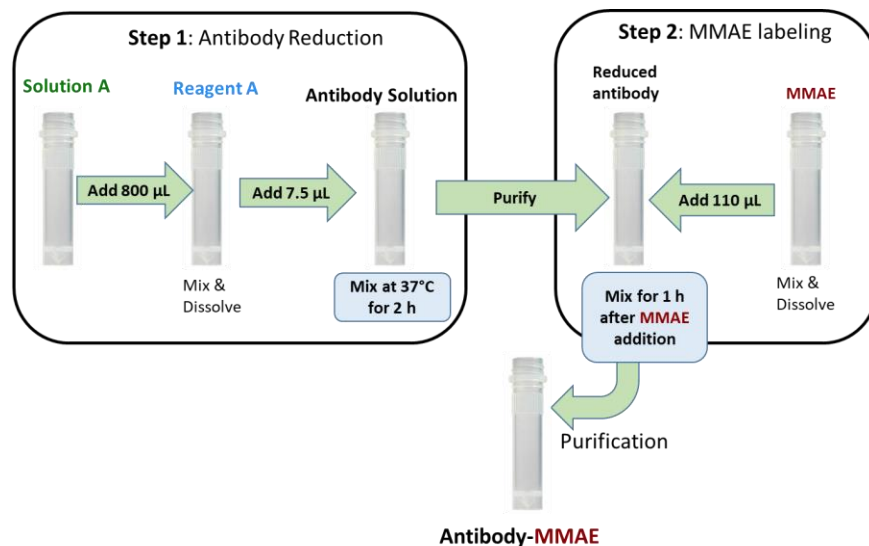 Step 1: Antibody Reduction
Solution A
Reagent A
Antibody Solution
Add 800 µL
Add 7.5 µL
Mix &
Dissolve
Mix at 37°C
for 2 h
Purify
Step 2: MMAE labeling
Reduced
antibody
MMAE
Add 110 µL
Mix &
Dissolve
Mix for 1 h
after MMAE
addition
Purification
Antibody-MMAE